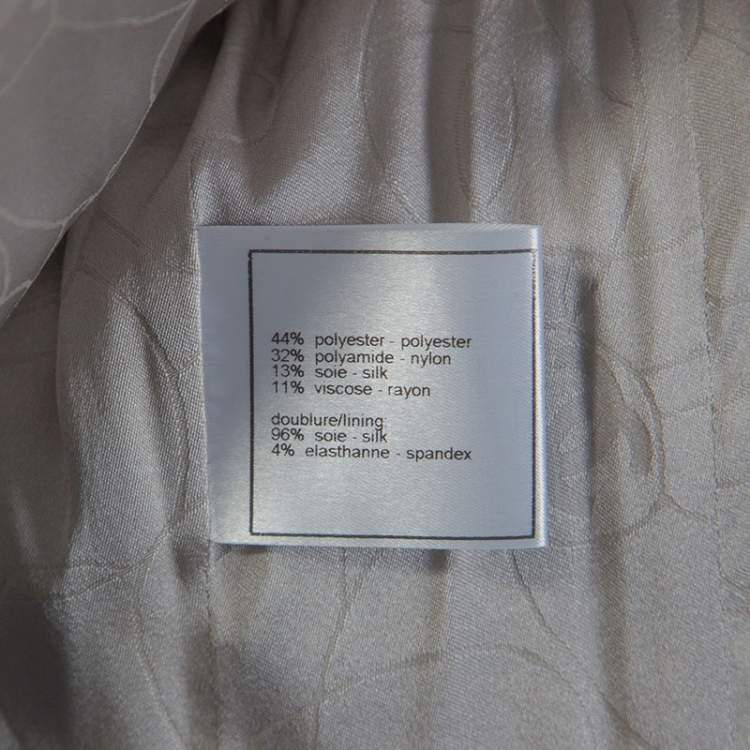 44% polyester - polyester
32% polyamide - nylon
13% soie - silk
11% viscose - rayon
doublure/lining
96% soie - silk
4% elasthanne - spandex